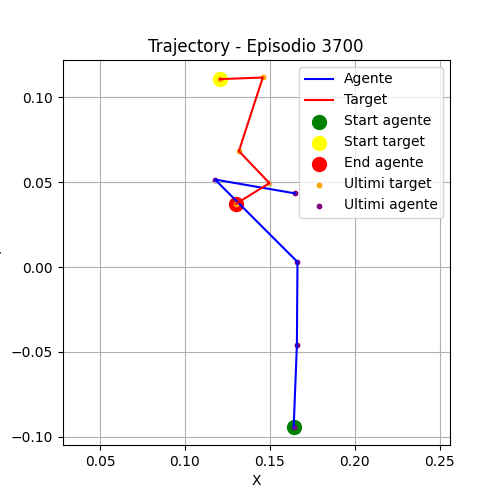 Trajectory - Episodio 3700
Agente
Target
Start agente
Start target
End agente
Ultimi target
Ultimi agente
0.10
0.05
0.00
−0.05
−0.10
0.05
0.10
0.15
0.20
0.25
X